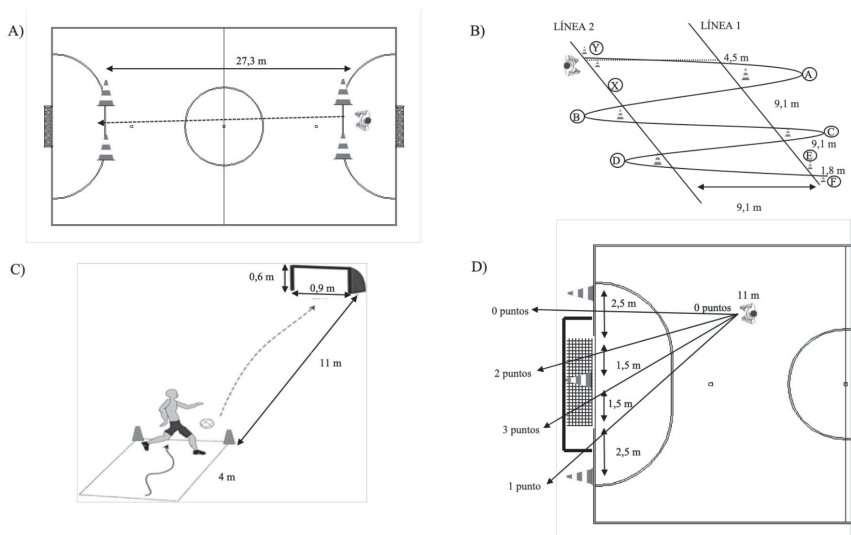 A)
27,3 m
B)
LÍNEA 2
LÍNEA 1
Y
4,5 m
A
X
9,1 m
B
C
9,1 m
E
D
1,8 m
F
9,1 m
C)
0,6 m
0,9 m
11 m
4 m
D)
11 m
2,5 m
0 puntos
0 puntos
2 puntos
1,5 m
1,5 m
3 puntos
2,5 m
1 punto